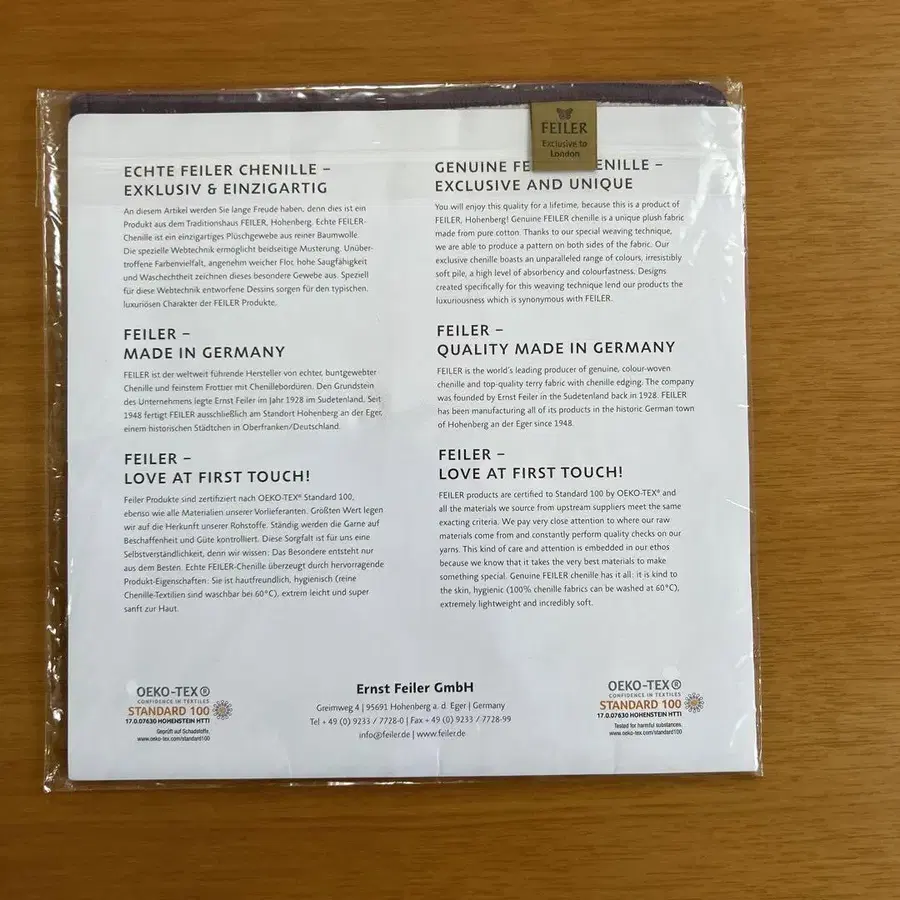 FEILER
Exclusive to
London
ECHTE FEILER CHENILLE –
EXKLUSIV & EINZIGARTIG
An diesem Artikel werden Sie lange Freude haben, denn dies ist ein
Produkt aus dem Traditionshaus FEILER, Hohenberg. Echte FEILER-
Chenille ist ein einzigartiges Plüschgewebe aus reiner Baumwolle.
Die spezielle Webtechnik ermöglicht beidseitige Musterung. Unüber-
troffene Farbenvielfalt, angenehm weicher Flor, hohe Saugfähigkeit
und Waschechtheit zeichnen dieses besondere Gewebe aus. Speziell
für diese Webtechnik entworfene Dessins sorgen für den typischen,
luxuriösen Charakter der FEILER Produkte.
FEILER –
MADE IN GERMANY
FEILER ist der weltweit führende Hersteller von echter, buntgewebter
Chenille und feinstem Frottier mit Chenillebordüren. Den Grundstein
des Unternehmens legte Ernst Feiler im Jahr 1928 im Sudetenland. Seit
1948 fertigt FEILER ausschließlich am Standort Hohenberg an der Eger,
einem historischen Städtchen in Oberfranken/Deutschland.
FEILER –
LOVE AT FIRST TOUCH!
Feiler Produkte sind zertifiziert nach OEKO-TEX® Standard 100,
ebenso wie alle Materialien unserer Vorlieferanten. Größten Wert legen
wir auf die Herkunft unserer Rohstoffe. Ständig werden die Garne auf
Beschaffenheit und Güte kontrolliert. Diese Sorgfalt ist für uns eine
Selbstverständlichkeit, denn wir wissen: Das Besondere entsteht nur
aus dem Besten. Echte FEILER-Chenille überzeugt durch hervorragende
Produkt-Eigenschaften: Sie ist hautfreundlich, hygienisch (reine
Chenille-Textilien sind waschbar bei 60°C), extrem leicht und super
sanft zur Haut.
GENUINE FE ENILLE –
EXCLUSIVE AND UNIQUE
You will enjoy this quality for a lifetime, because this is a product of
FEILER, Hohenberg! Genuine FEILER chenille is a unique plush fabric
made from pure cotton. Thanks to our special weaving technique,
we are able to produce a pattern on both sides of the fabric. Our
exclusive chenille boasts an unparalleled range of colours, irresistibly
soft pile, a high level of absorbency and colourfastness. Designs
created specifically for this weaving technique lend our products the
luxuriousness which is synonymous with FEILER.
FEILER –
QUALITY MADE IN GERMANY
FEILER is the world's leading producer of genuine, colour-woven
chenille and top-quality terry fabric with chenille edging. The company
was founded by Ernst Feiler in the Sudetenland back in 1928. FEILER
has been manufacturing all of its products in the historic German town
of Hohenberg an der Eger since 1948.
FEILER –
LOVE AT FIRST TOUCH!
FEILER products are certified to Standard 100 by OEKO-TEX® and
all the materials we source from upstream suppliers meet the same
exacting criteria. We pay very close attention to where our raw
materials come from and constantly perform quality checks on our
yarns. This kind of care and attention is embedded in our ethos
because we know that it takes the very best materials to make
something special. Genuine FEILER chenille has it all: it is kind to
the skin, hygienic (100% chenille fabrics can be washed at 60°C),
extremely lightweight and incredibly soft.
OEKO-TEX®
CONFIDENCE IN TEXTILES
STANDARD 100
17.0.07630 HOHENSTEIN HTTI
Geprüft auf Schadstoffe.
www.oeko-tex.com/standard100
Ernst Feiler GmbH
Greimweg 4 | 95691 Hohenberg a. d. Eger | Germany
Tel + 49 (0) 9233 / 7728-0 | Fax + 49 (0) 9233 / 7728-99
info@feiler.de | www.feiler.de
OEKO-TEX®
CONFIDENCE IN TEXTILES
STANDARD 100
17.0.07630 HOHENSTEIN HTTI
Tested for harmful substances.
www.oeko-tex.com/standard100